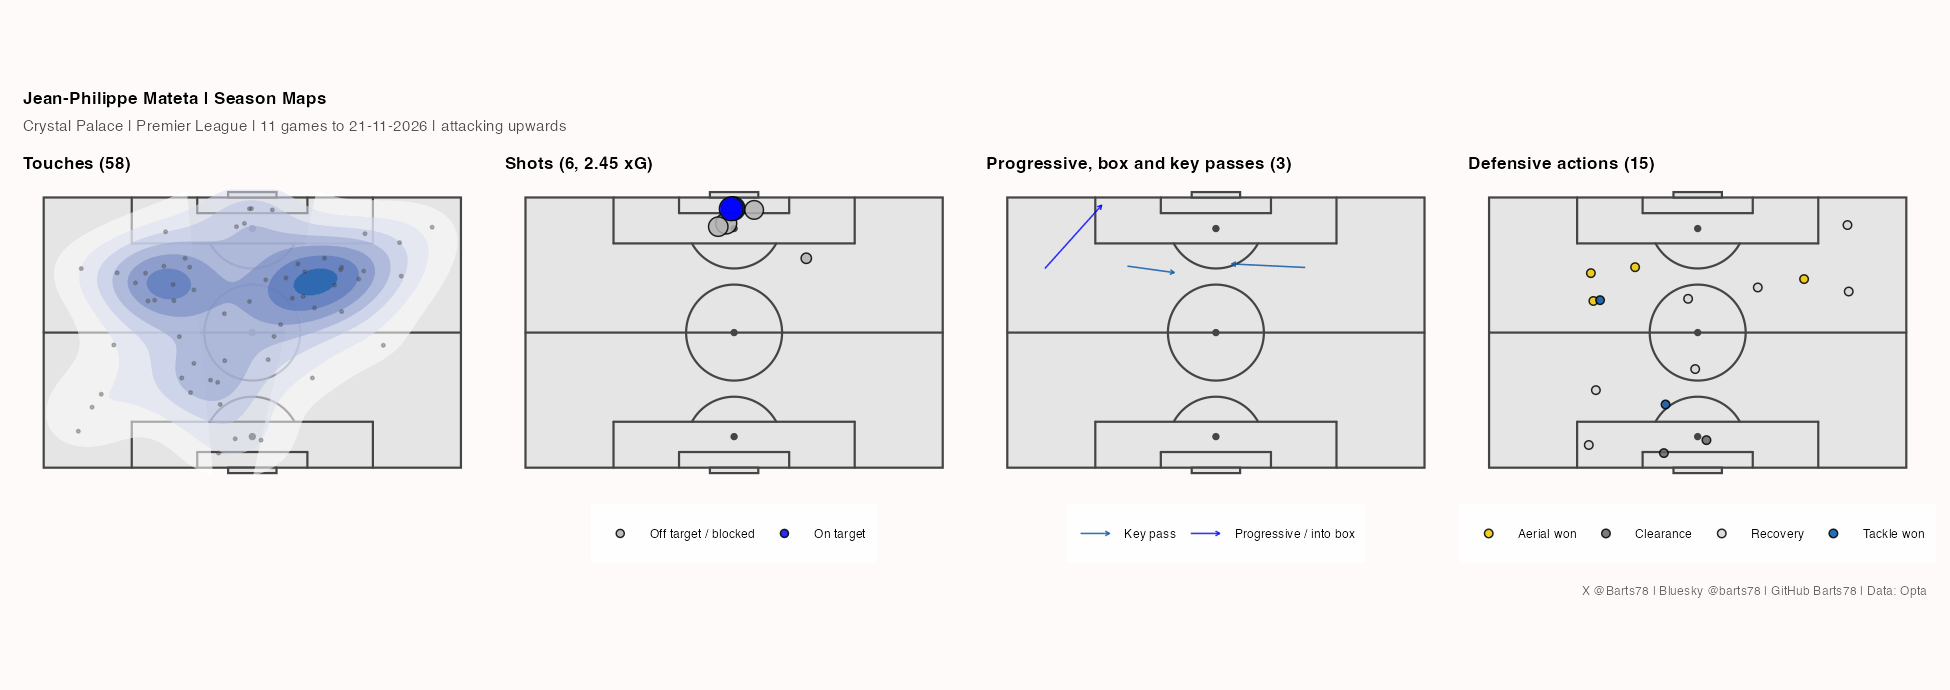 Jean-Philippe Mateta | Season Maps
Crystal Palace | Premier League | 11 games to 21-11-2026 | attacking upwards
Touches (58)
Shots (6, 2.45 xG)
Progressive, box and key passes (3)
Defensive actions (15)
Off target / blocked
On target
Key pass
Progressive / into box
Aerial won
Clearance
Recovery
Tackle won
X @Barts78 | Bluesky @barts78 | GitHub Barts78 | Data: Opta